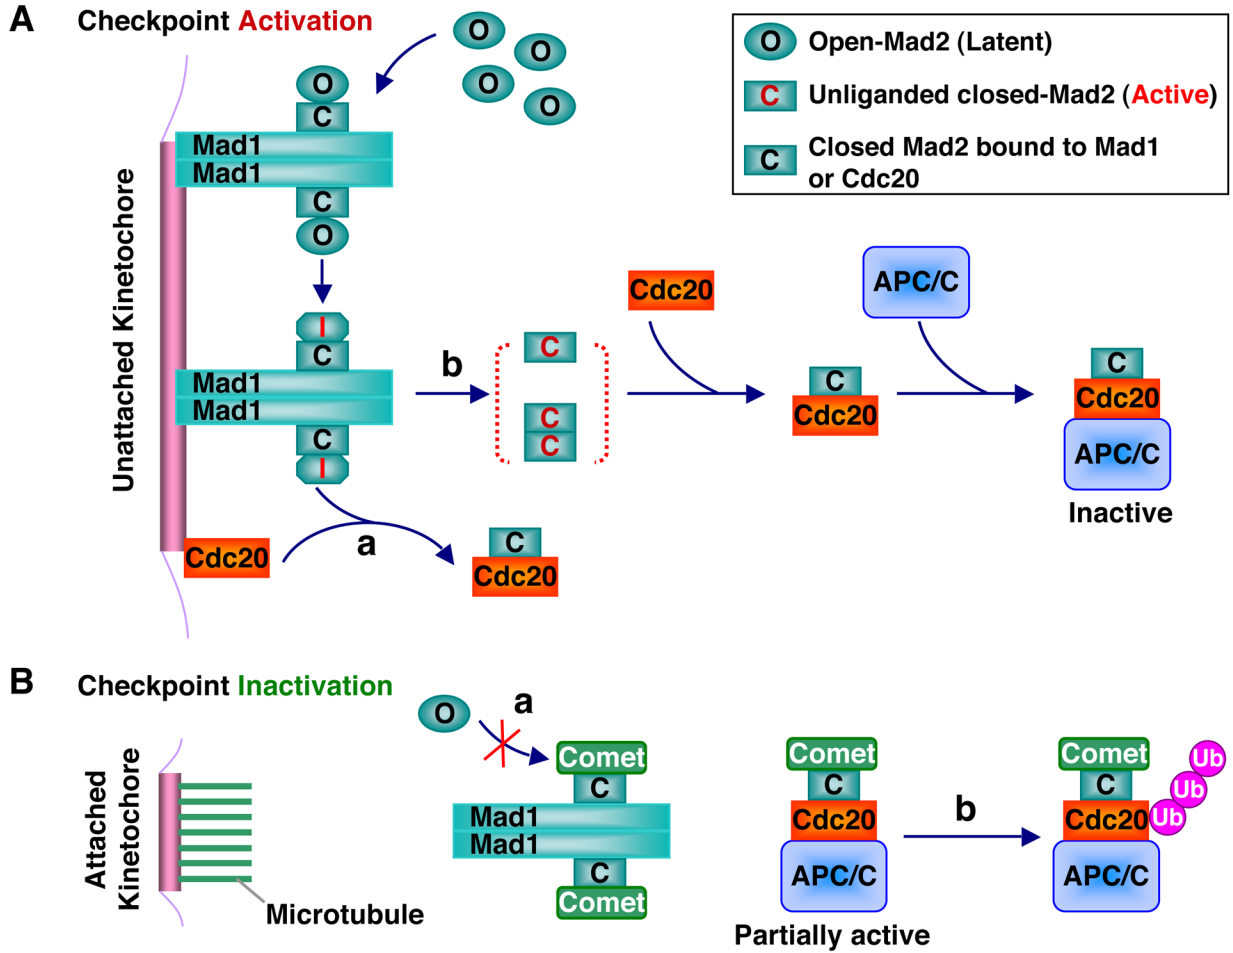 A
Checkpoint Activation
O
O
O
O
O
C
Mad1
Mad1
C
O
Unattached Kinetochore
I
C
Mad1
Mad1
C
I
Cdc20
a
C
Cdc20
b
C
C
C
Cdc20
C
Cdc20
APC/C
C
Cdc20
APC/C
Inactive
O
Open-Mad2 (Latent)
C
Unliganded closed-Mad2 (Active)
C
Closed Mad2 bound to Mad1
or Cdc20
B
Checkpoint Inactivation
Attached
Kinetochore
Microtubule
O
a
Comet
C
Mad1
Mad1
C
Comet
Comet
C
Cdc20
APC/C
Partially active
b
Comet
C
Cdc20
APC/C
Ub
Ub
Ub